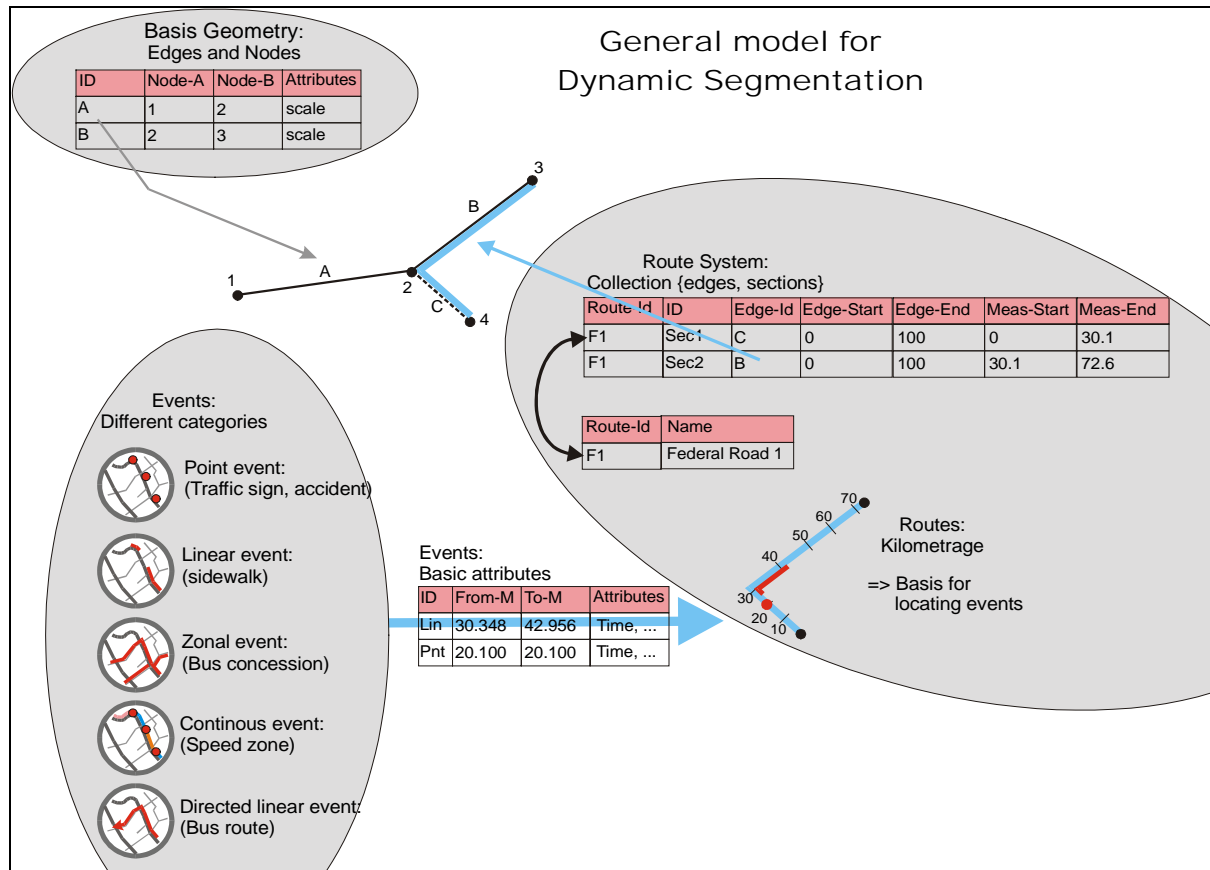 General model for
Dynamic Segmentation
Basis Geometry:
Edges and Nodes
ID Node-A Node-B Attributes
A 1 2 scale
B 2 3 scale
3
B
A
1
2
C
4
Route System:
Collection {edges, sections}
Route-Id ID Edge-Id Edge-Start Edge-End Meas-Start Meas-End
F1 Sec1 C 0 100 0 30.1
F1 Sec2 B 0 100 30.1 72.6
Route-Id Name
F1 Federal Road 1
Events:
Different categories
Point event:
(Traffic sign, accident)
Linear event:
(sidewalk)
Zonal event:
(Bus concession)
Continous event:
(Speed zone)
Directed linear event:
(Bus route)
Events:
Basic attributes
ID From-M To-M Attributes
Lin 30.348 42.956 Time, ...
Pnt 20.100 20.100 Time, ...
70
60
50
40
30
20
10
Routes:
Kilometrage
=> Basis for
locating events